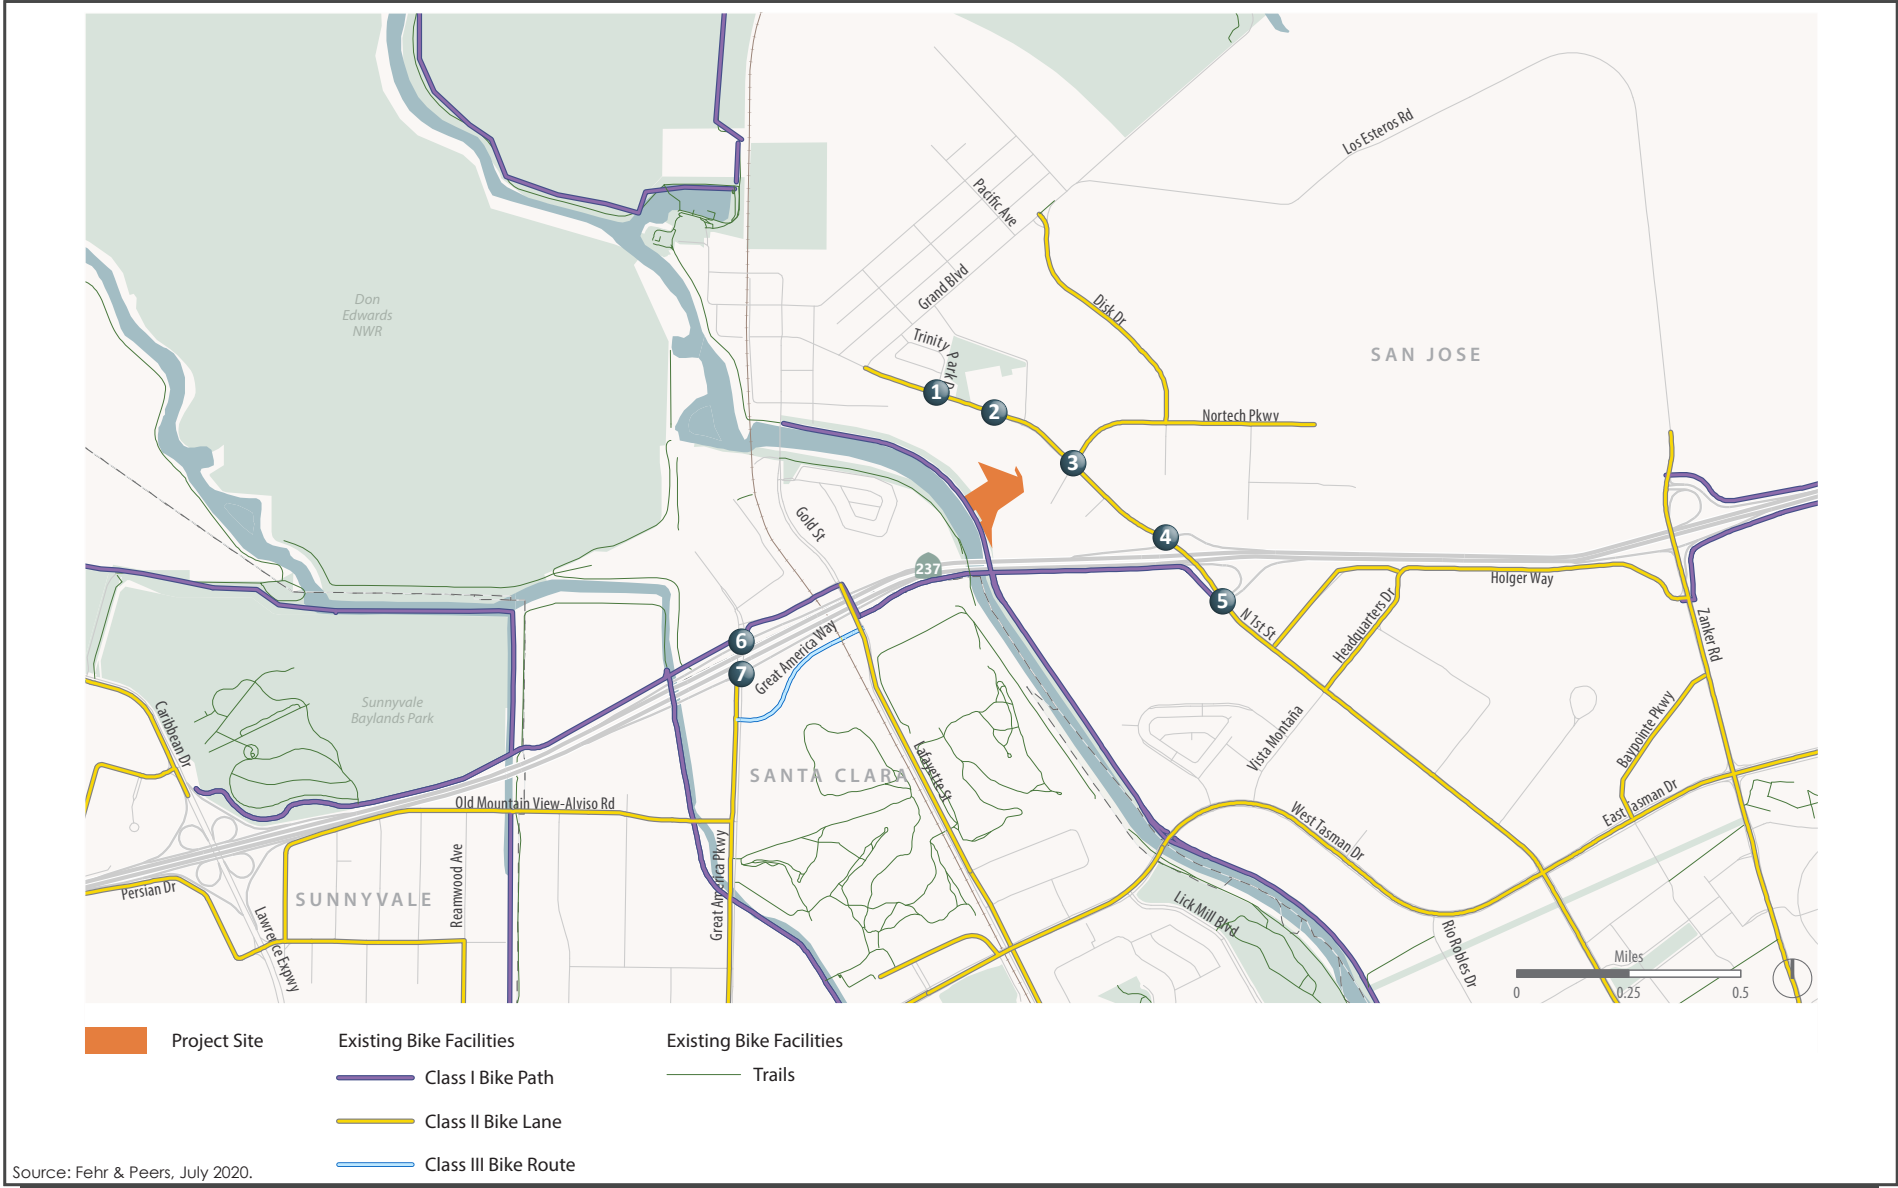 Los Esteros Rd
Pacific Ave
Grand Blvd
Don
Edwards
NWR
Disk Dr
Trinity Park D
SAN JOSE
1
2
Nortech Pkwy
3
Gold St
4
237
Holger Way
5
N 1st St
Headquarters Dr
Zanker Rd
6
7
Great America Way
Sunnyvale
Baylands Park
Caribbean Dr
Vista Montaña
Baypointe Pkwy
SANTA CLARA
Lafayette St
Old Mountain View-Alviso Rd
West Tasman Dr
East Tasman Dr
Great America Pkwy
Reamwood Ave
Persian Dr
SUNNYVALE
Lawrence Expwy
Lick Mill Blvd
Rio Robles Dr
Miles
0 0.25 0.5
Project Site
Existing Bike Facilities
Class I Bike Path
Class II Bike Lane
Class III Bike Route
Existing Bike Facilities
Trails
Source: Fehr & Peers, July 2020.